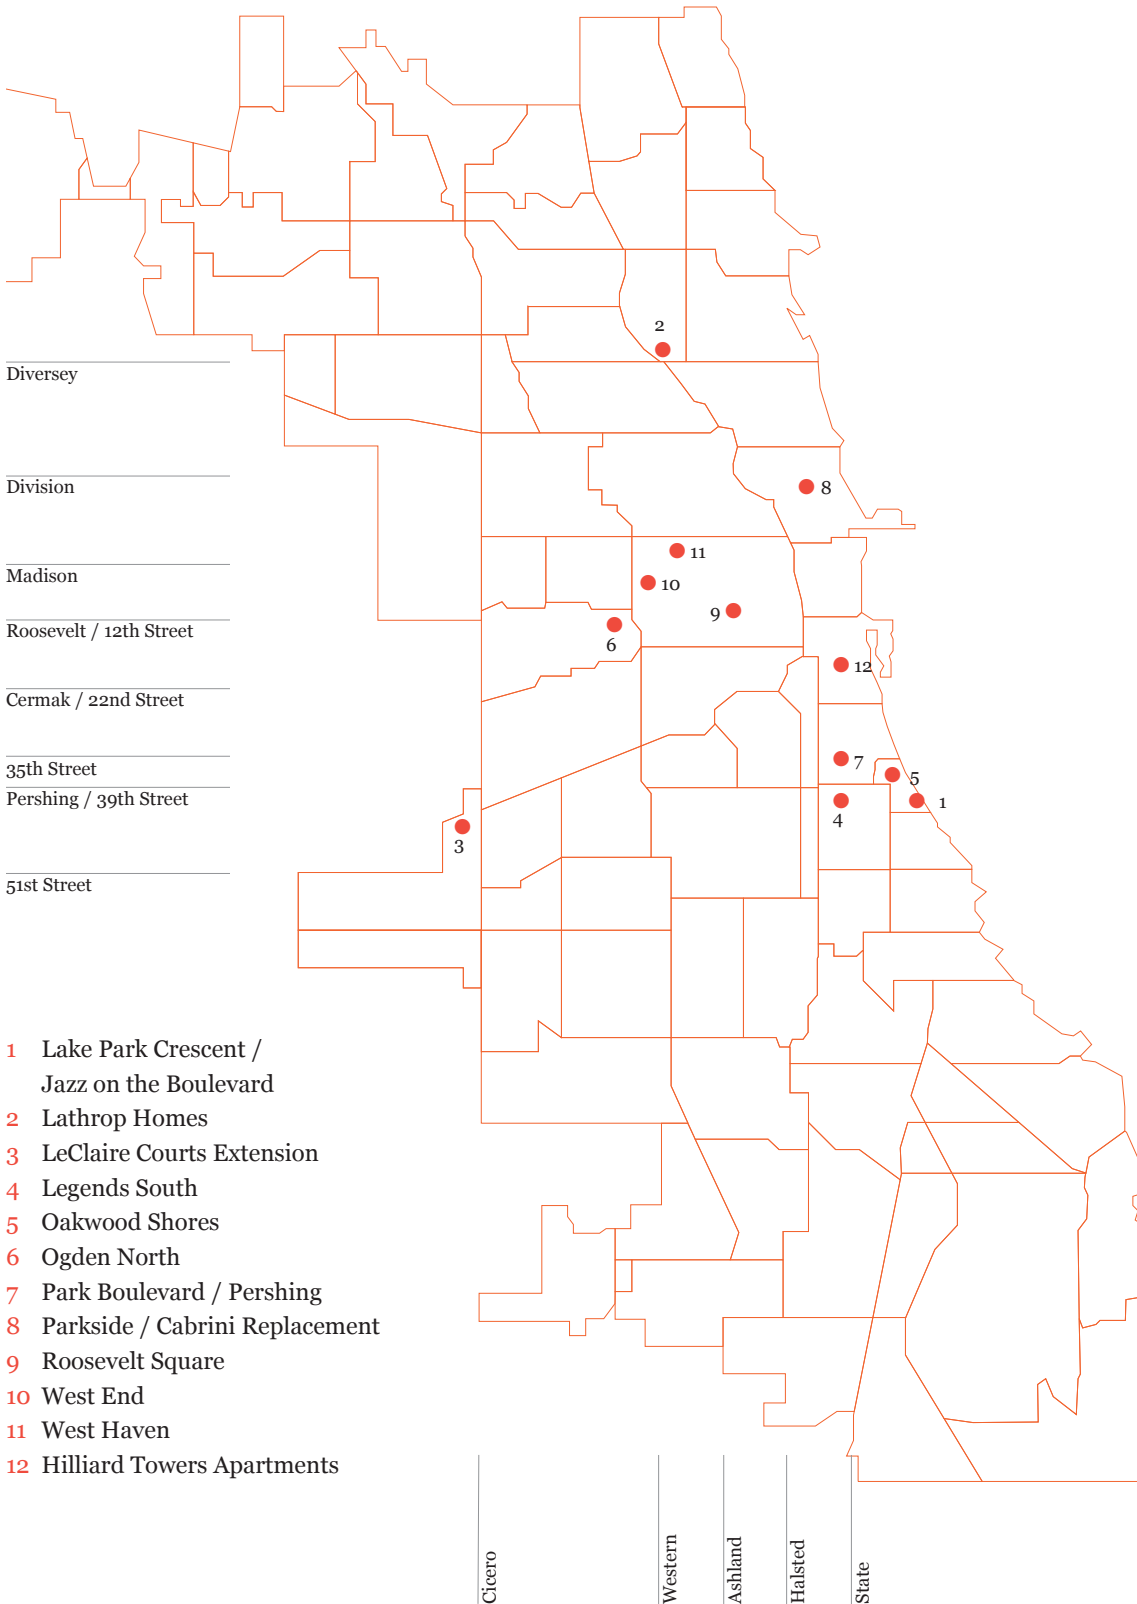 2
Diversey
8
Division
11
Madison
10
9
Roosevelt / 12th Street
6
12
Cermak / 22nd Street
7
35th Street
5
Pershing / 39th Street
1
4
3
51st Street
1 Lake Park Crescent /
Jazz on the Boulevard
2 Lathrop Homes
3 LeClaire Courts Extension
4 Legends South
5 Oakwood Shores
6 Ogden North
7 Park Boulevard / Pershing
8 Parkside / Cabrini Replacement
9 Roosevelt Square
10 West End
11 West Haven
12 Hilliard Towers Apartments
Cicero
Western
Ashland
Halsted
State